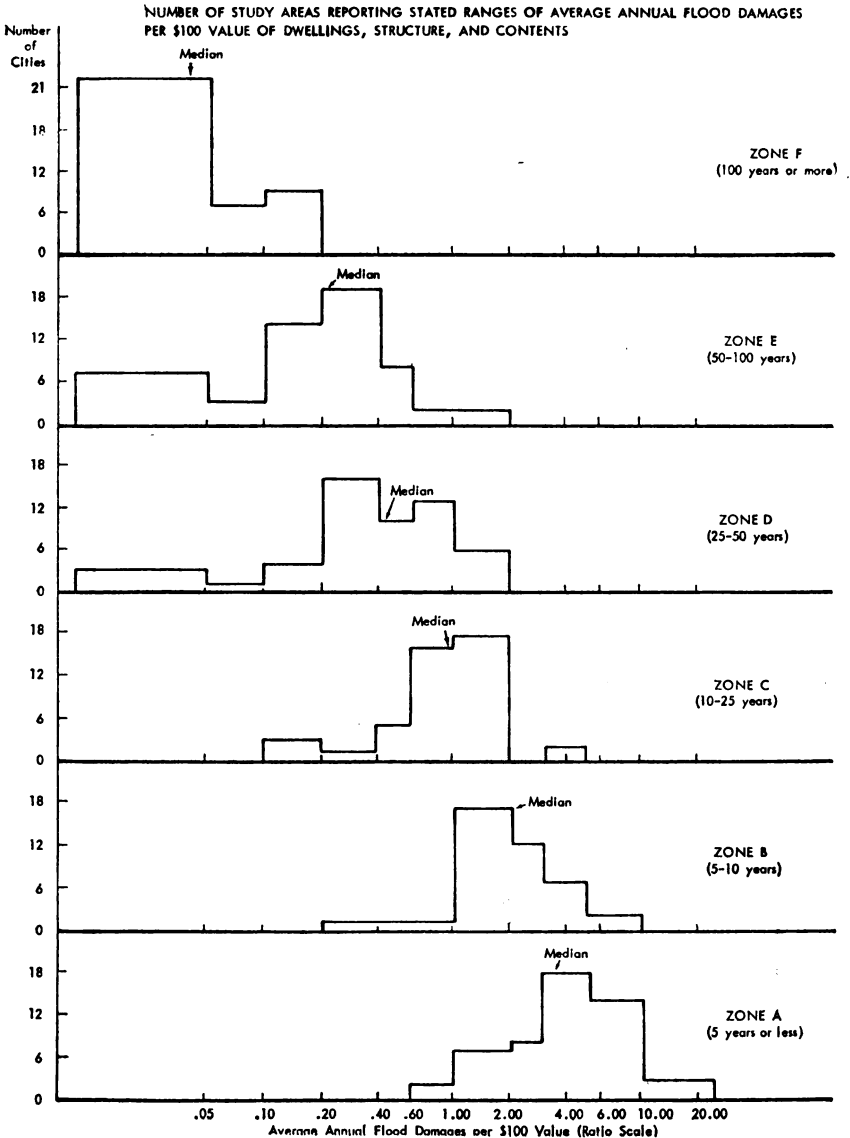 NUMBER OF STUDY AREAS REPORTING STATED RANGES OF AVERAGE ANNUAL FLOOD DAMAGES
PER $100 VALUE OF DWELLINGS, STRUCTURE, AND CONTENTS
Number
of
Cities
Median
21
18
12
6
0
ZONE F
(100 years or more)
Median
18
12
6
0
ZONE E
(50-100 years)
Median
18
12
6
0
ZONE D
(25-50 years)
Median
18
12
6
0
ZONE C
(10-25 years)
Median
18
12
6
0
ZONE B
(5-10 years)
Median
18
12
6
0
ZONE A
(5 years or less)
.05 .10 .20 .40 .60 1.00 2.00 4.00 6.00 10.00 20.00
Average Annual Flood Damages per $100 Value (Ratio Scale)